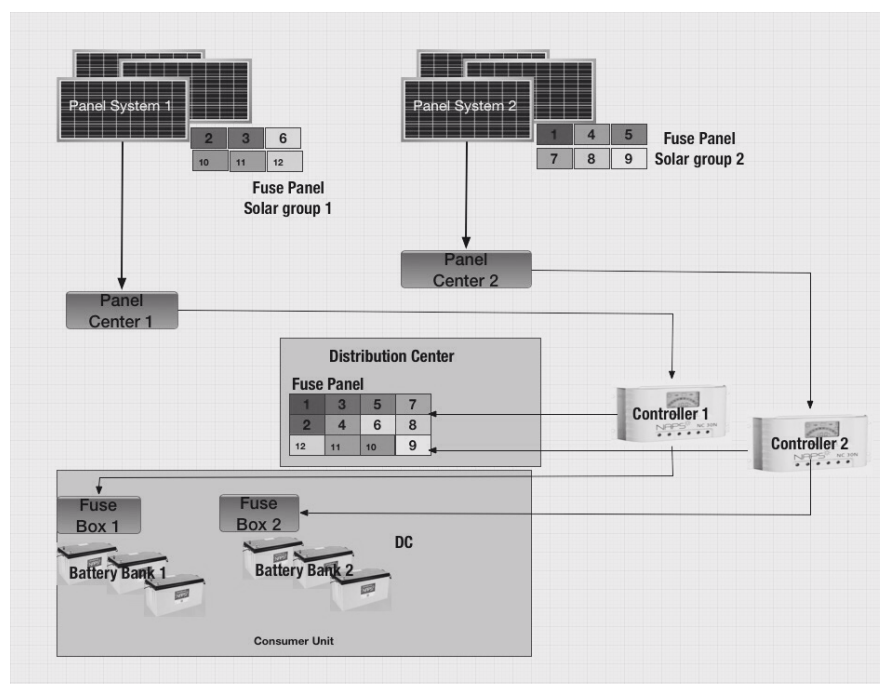 Panel System 1
2 3 6
10 11 12
Fuse Panel
Solar group 1
Panel System 2
1 4 5
7 8 9
Fuse Panel
Solar group 2
Panel
Center 2
Panel
Center 1
Distribution Center
Fuse Panel
1 3 5 7
2 4 6 8
12 11 10 9
Controller 1
NAPS
Controller 2
NAPS
Fuse
Box 1
Fuse
Box 2
DC
Battery Bank 1
Battery Bank 2
Consumer Unit